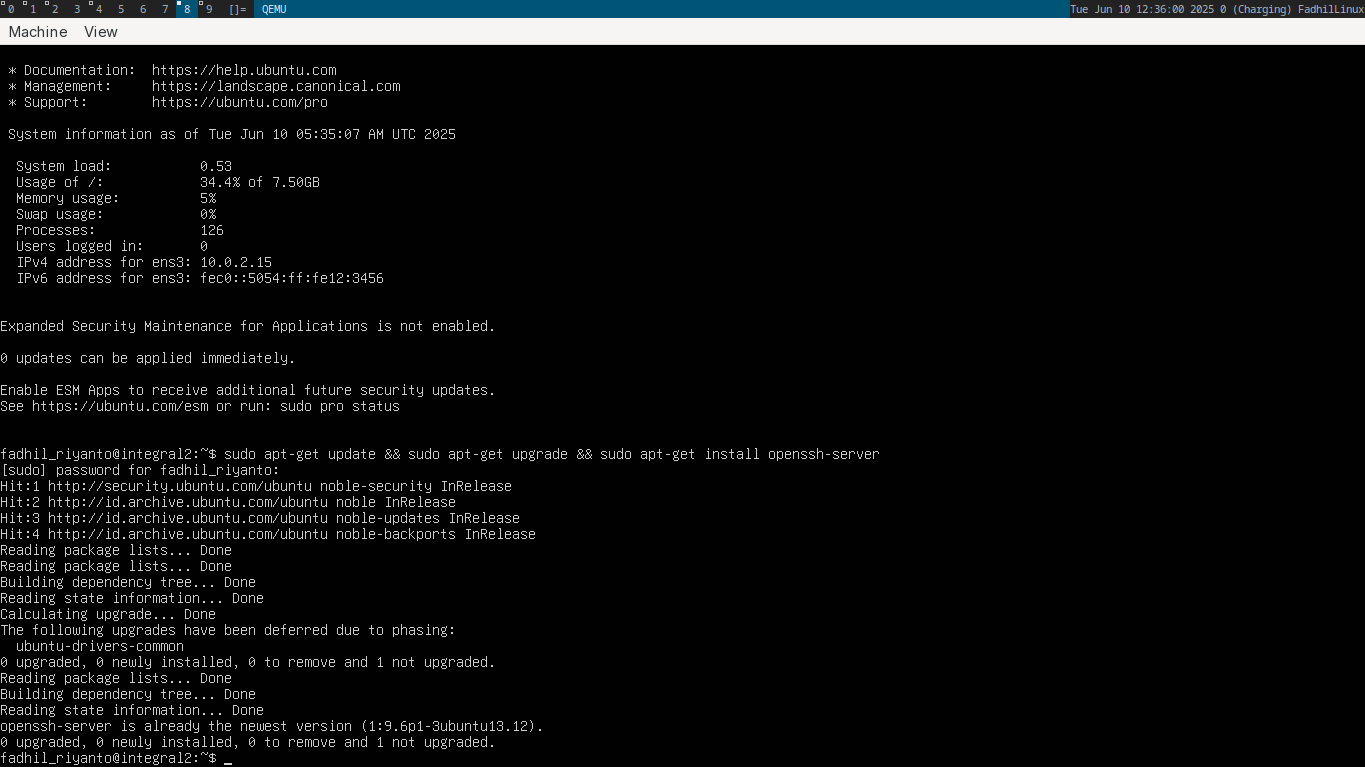 0 1 2 3 4 5 6 7 8 9 []= QEMU Tue Jun 10 12:36:00 2025 0 (Charging) FadhilLinux
Machine View
* Documentation: https://help.ubuntu.com
* Management: https://landscape.canonical.com
* Support: https://ubuntu.com/pro
System information as of Tue Jun 10 05:35:07 AM UTC 2025
System load: 0.53
Usage of /: 34.4% of 7.50GB
Memory usage: 5%
Swap usage: 0%
Processes: 126
Users logged in: 0
IPv4 address for ens3: 10.0.2.15
IPv6 address for ens3: fec0::5054:ff:fe12:3456
Expanded Security Maintenance for Applications is not enabled.
0 updates can be applied immediately.
Enable ESM Apps to receive additional future security updates.
See https://ubuntu.com/esm or run: sudo pro status
fadhil_riyanto@integral2:~$ sudo apt-get update && sudo apt-get upgrade && sudo apt-get install openssh-server
[sudo] password for fadhil_riyanto:
Hit:1 http://security.ubuntu.com/ubuntu noble-security InRelease
Hit:2 http://id.archive.ubuntu.com/ubuntu noble InRelease
Hit:3 http://id.archive.ubuntu.com/ubuntu noble-updates InRelease
Hit:4 http://id.archive.ubuntu.com/ubuntu noble-backports InRelease
Reading package lists... Done
Reading package lists... Done
Building dependency tree... Done
Reading state information... Done
Calculating upgrade... Done
The following upgrades have been deferred due to phasing:
ubuntu-drivers-common
0 upgraded, 0 newly installed, 0 to remove and 1 not upgraded.
Reading package lists... Done
Building dependency tree... Done
Reading state information... Done
openssh-server is already the newest version (1:9.6p1-3ubuntu13.12).
0 upgraded, 0 newly installed, 0 to remove and 1 not upgraded.
fadhil_riyanto@integral2:~$ _